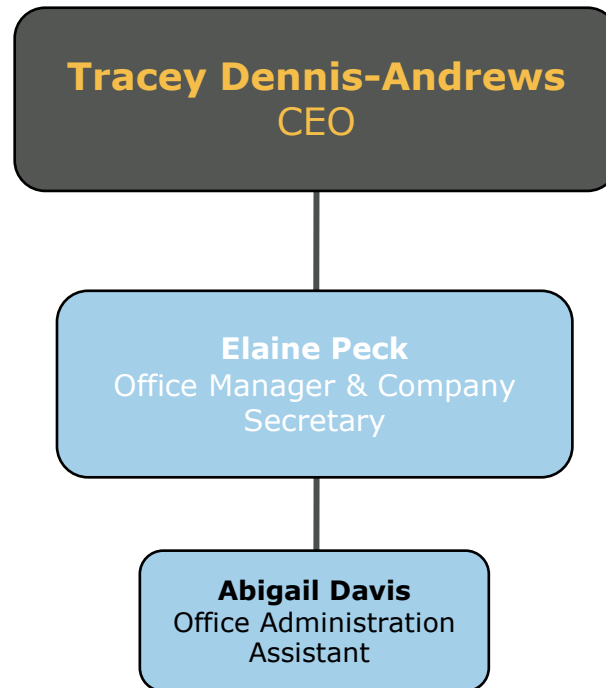 Tracey Dennis-Andrews
CEO
Elaine Peck
Office Manager & Company
Secretary
Abigail Davis
Office Administration
Assistant